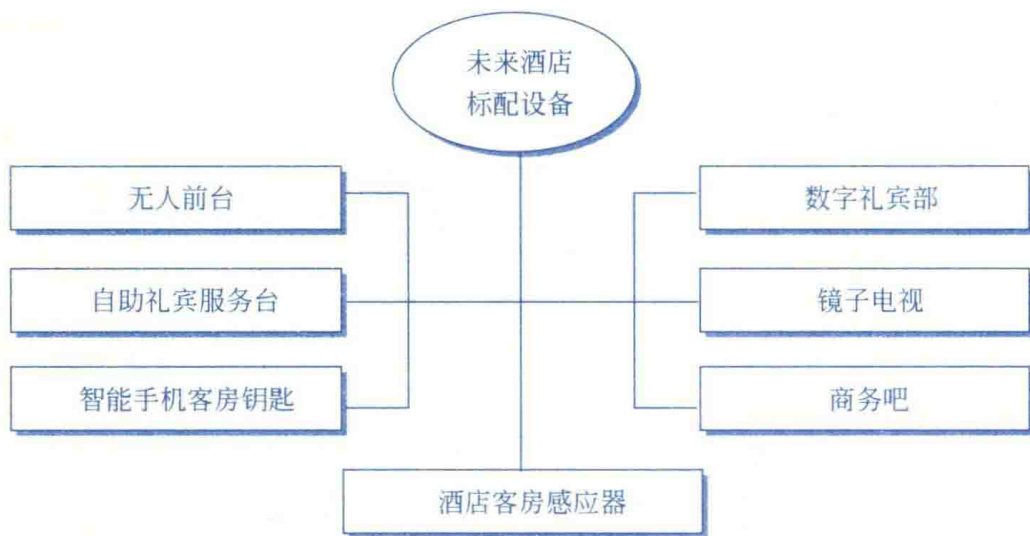 未来酒店
标配设备
无人前台
数字礼宾部
自助礼宾服务台
镜子电视
智能手机客房钥匙
商务吧
酒店客房感应器